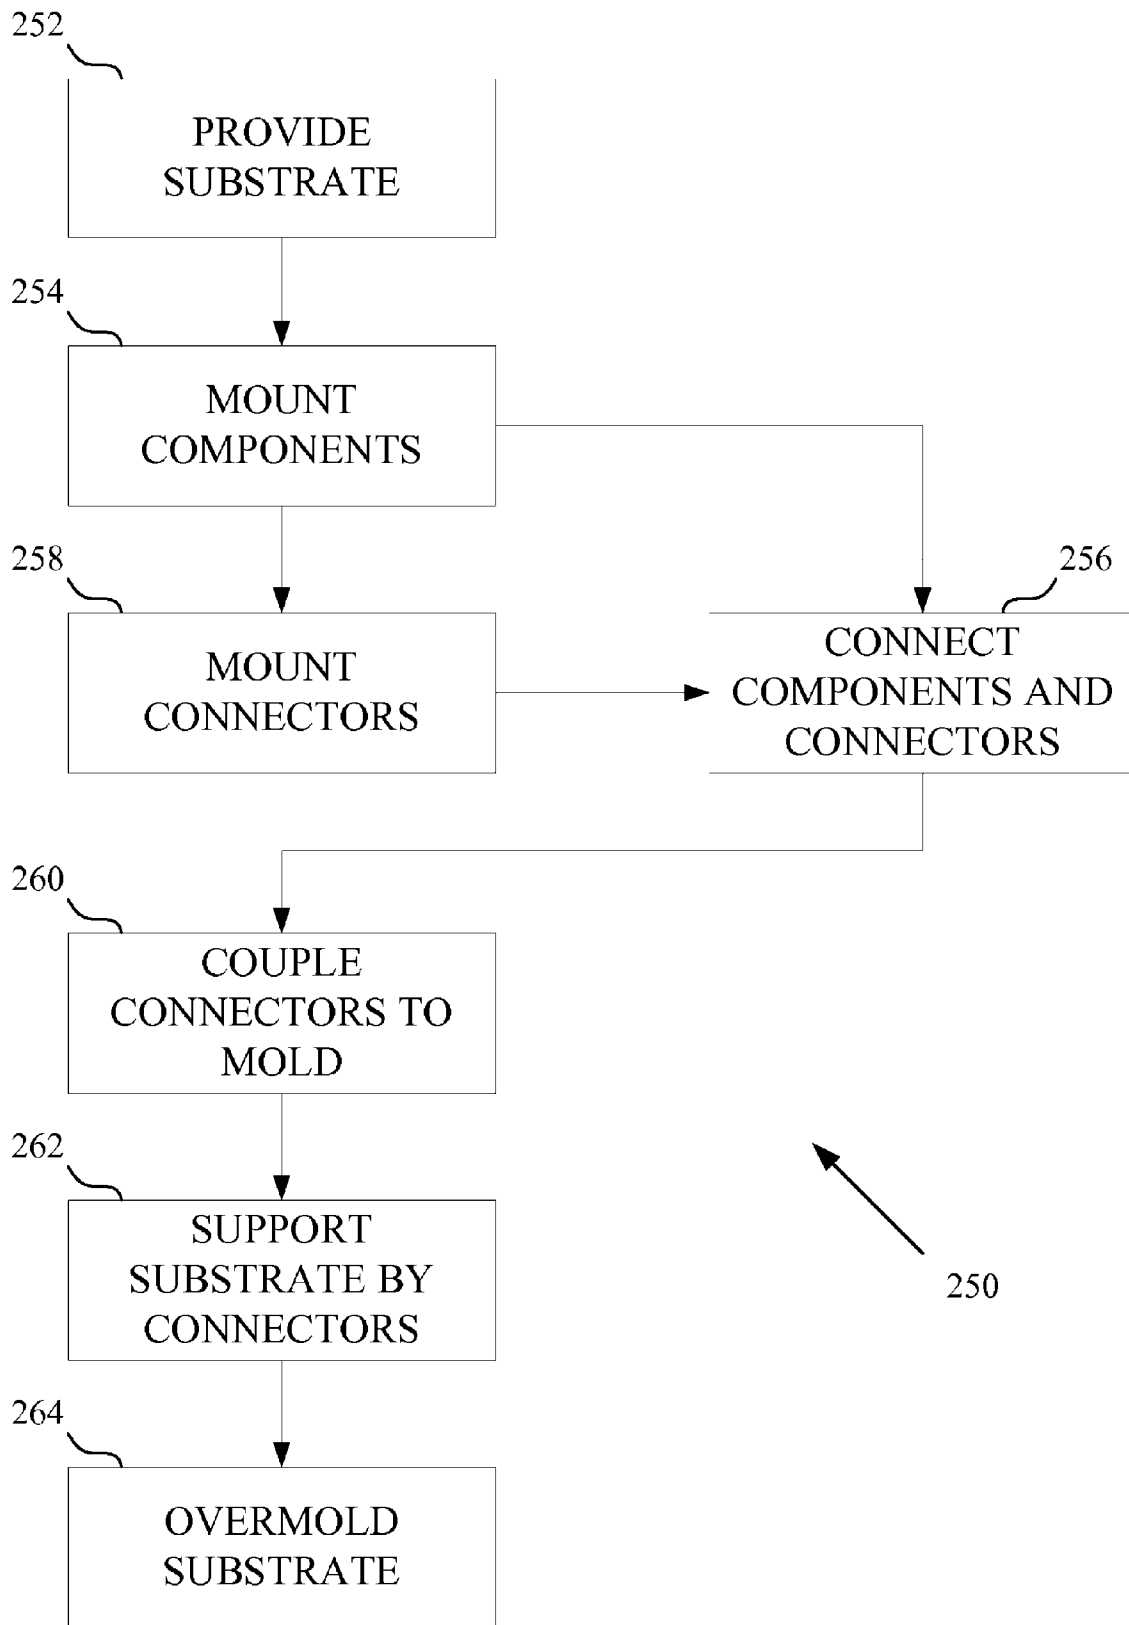 252
PROVIDE
SUBSTRATE
254
MOUNT
COMPONENTS
258
MOUNT
CONNECTORS
256
CONNECT
COMPONENTS AND
CONNECTORS
260
COUPLE
CONNECTORS TO
MOLD
262
SUPPORT
SUBSTRATE BY
CONNECTORS
250
264
OVERMOLD
SUBSTRATE